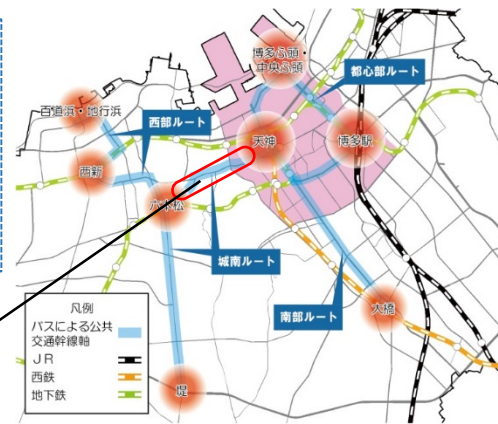 博多ふ頭・
中央ふ頭
都心部ルート
百道浜・地行浜
西部ルート
天神
博多駅
西新
六本松
城南ルート
南部ルート
大橋
凡例
バスによる公共
交通幹線軸
JR
西鉄
地下鉄
堤